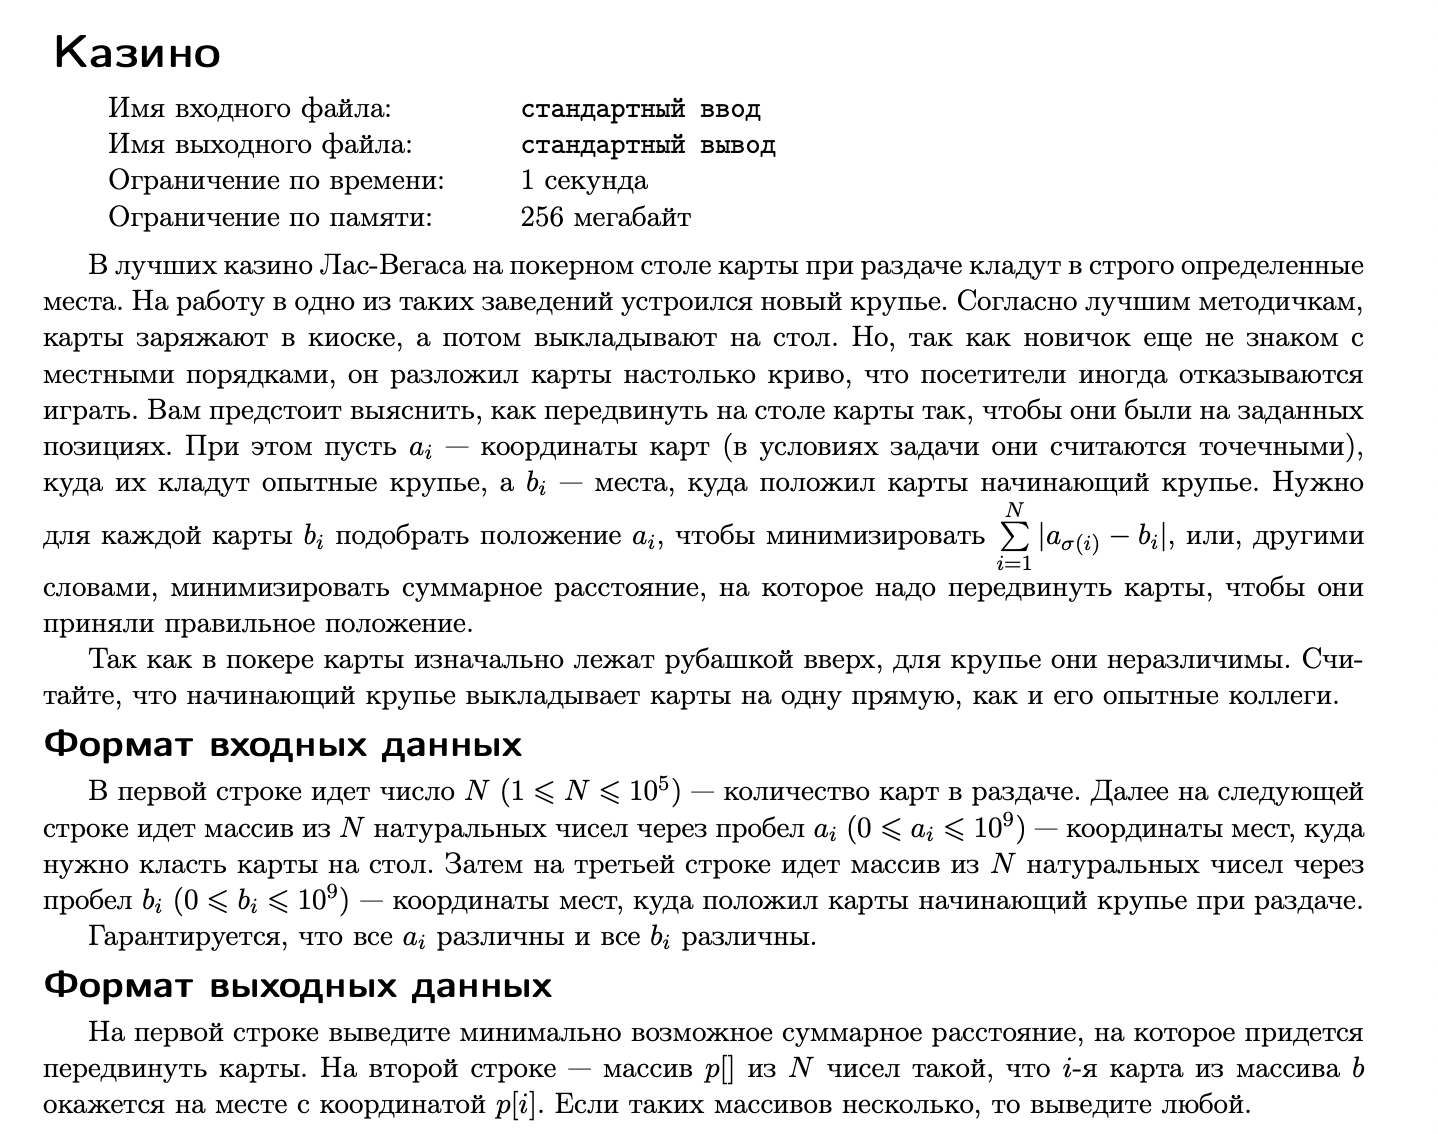 Казино
Имя входного файла: стандартный ввод
Имя выходного файла: стандартный вывод
Ограничение по времени: 1 секунда
Ограничение по памяти: 256 мегабайт
В лучших казино Лас-Вегаса на покерном столе карты при раздаче кладут в строго определенные
места. На работу в одно из таких заведений устроился новый крупье. Согласно лучшим методичкам,
карты заряжают в киоске, а потом выкладывают на стол. Но, так как новичок еще не знаком с
местными порядками, он разложил карты настолько криво, что посетители иногда отказываются
играть. Вам предстоит выяснить, как передвинуть на столе карты так, чтобы они были на заданных
позициях. При этом пусть $a_i$ — координаты карт (в условиях задачи они считаются точечными),
куда их кладут опытные крупье, а $b_i$ — места, куда положил карты начинающий крупье. Нужно
для каждой карты $b_i$ подобрать положение $a_i$, чтобы минимизировать $\sum_{i=1}^{N} |a_{\sigma(i)} - b_i|$, или, другими
словами, минимизировать суммарное расстояние, на которое надо передвинуть карты, чтобы они
приняли правильное положение.
Так как в покере карты изначально лежат рубашкой вверх, для крупье они неразличимы. Счи-
тайте, что начинающий крупье выкладывает карты на одну прямую, как и его опытные коллеги.
Формат входных данных
В первой строке идет число $N$ ($1 \leqslant N \leqslant 10^5$) — количество карт в раздаче. Далее на следующей
строке идет массив из $N$ натуральных чисел через пробел $a_i$ ($0 \leqslant a_i \leqslant 10^9$) — координаты мест, куда
нужно класть карты на стол. Затем на третьей строке идет массив из $N$ натуральных чисел через
пробел $b_i$ ($0 \leqslant b_i \leqslant 10^9$) — координаты мест, куда положил карты начинающий крупье при раздаче.
Гарантируется, что все $a_i$ различны и все $b_i$ различны.
Формат выходных данных
На первой строке выведите минимально возможное суммарное расстояние, на которое придется
передвинуть карты. На второй строке — массив $p[]$ из $N$ чисел такой, что $i$-я карта из массива $b$
окажется на месте с координатой $p[i]$. Если таких массивов несколько, то выведите любой.